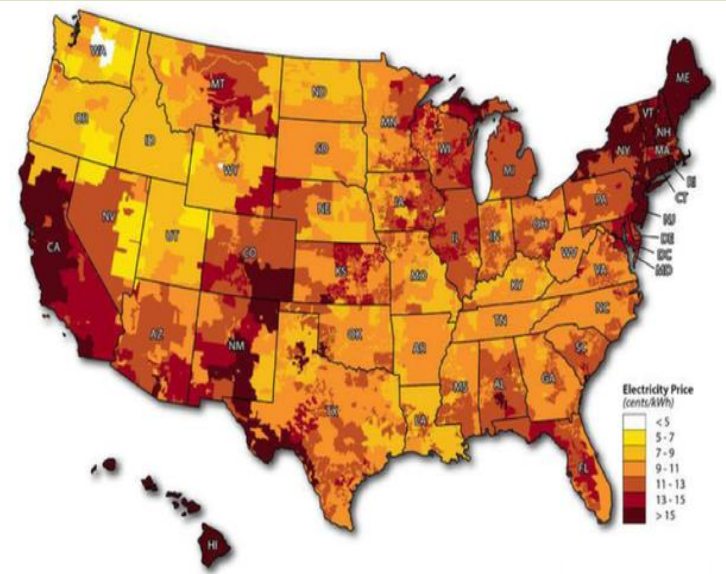 WA
MT
ND
MN
OR
ID
WY
SD
WI
MI
NY
VT
NH
ME
MA
RI
CT
NJ
PA
DE
DC
MD
CA
NV
UT
CO
NE
IA
IL
IN
OH
WV
VA
KS
MO
KY
NC
TN
AZ
NM
OK
AR
SC
MS
AL
GA
TX
LA
FL
HI
Electricity Price
(cents/kWh)
< 5
5 - 7
7 - 9
9 - 11
11 - 13
13 - 15
> 15